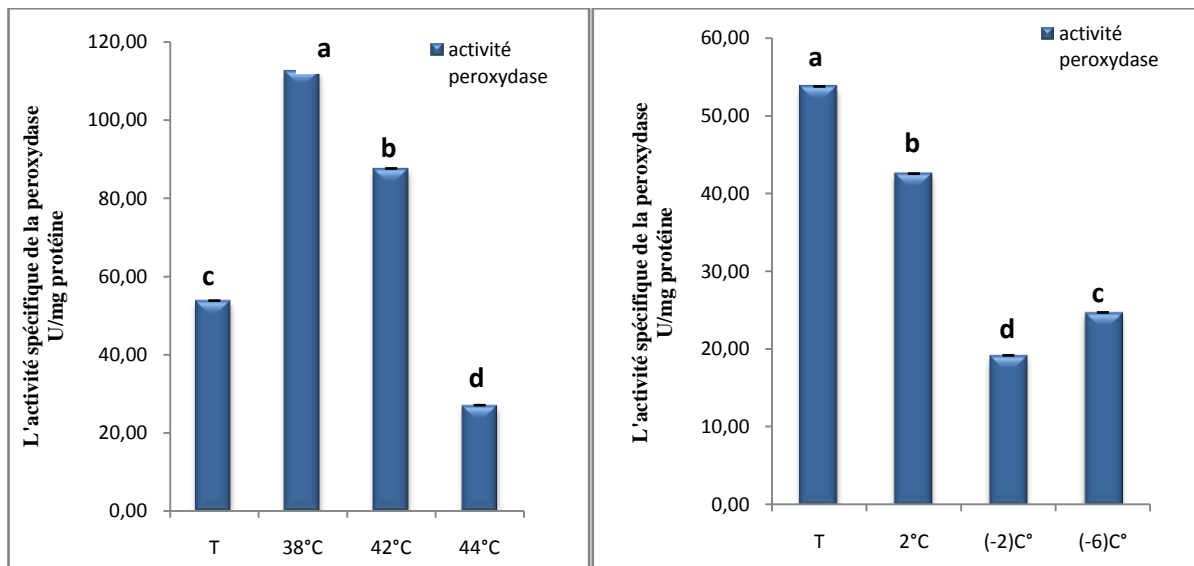 120,00
100,00
80,00
60,00
40,00
20,00
0,00
L'activité spécifique de la peroxydase
U/mg protéine
activité
peroxydase
a
b
c
d
T 38°C 42°C 44°C
60,00
50,00
40,00
30,00
20,00
10,00
0,00
L'activité spécifique de la peroxydase
U/mg protéine
activité
peroxydase
a
b
c
d
T 2°C (-2)C° (-6)C°